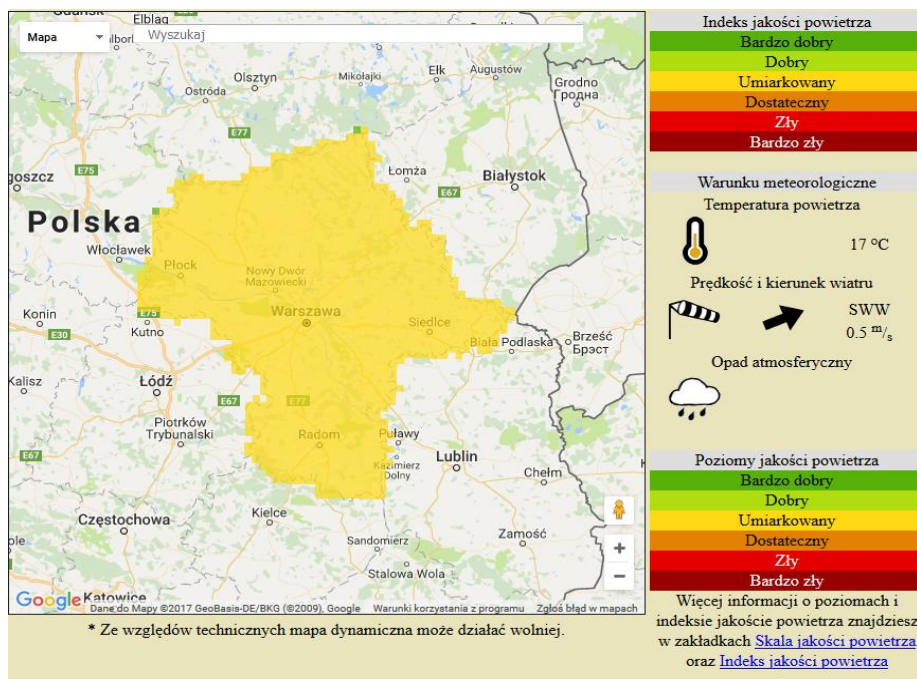 Gdańsk
Elbląg
Mapa
Wyszukaj
Olsztyn
Mikołajki
Ełk
Augustów
Ostróda
Grodno
Гродна
E77
E75
Łomża
Białystok
goszcz
E67
Polska
Włocławek
Płock
Nowy Dwór
Mazowiecki
Konin
E75
Warszawa
Kutno
Siedlce
E30
Biała Podlaska
Brześć
Брэст
Kalisz
Łódź
E67
E77
Piotrków
Trybunalski
Radom
Puławy
E67
Kazimierz
Dolny
Lublin
Chełm
Częstochowa
Kielce
Zamość
Sandomierz
Stalowa Wola
+
−
Google
Katowice
Dane do Mapy ©2017 GeoBasis-DE/BKG (©2009), Google
Warunki korzystania z programu
Zgłoś błąd w mapach
* Ze względów technicznych mapa dynamiczna może działać wolniej.
Indeks jakości powietrza
Bardzo dobry
Dobry
Umiarkowany
Dostateczny
Zły
Bardzo zły
Warunku meteorologiczne
Temperatura powietrza
17 °C
Prędkość i kierunek wiatru
SWW
0.5 m/s
Opad atmosferyczny
Poziomy jakości powietrza
Bardzo dobry
Dobry
Umiarkowany
Dostateczny
Zły
Bardzo zły
Więcej informacji o poziomach i
indeksie jakoście powietrza znajdziesz
w zakładkach Skala jakości powietrza
oraz Indeks jakości powietrza